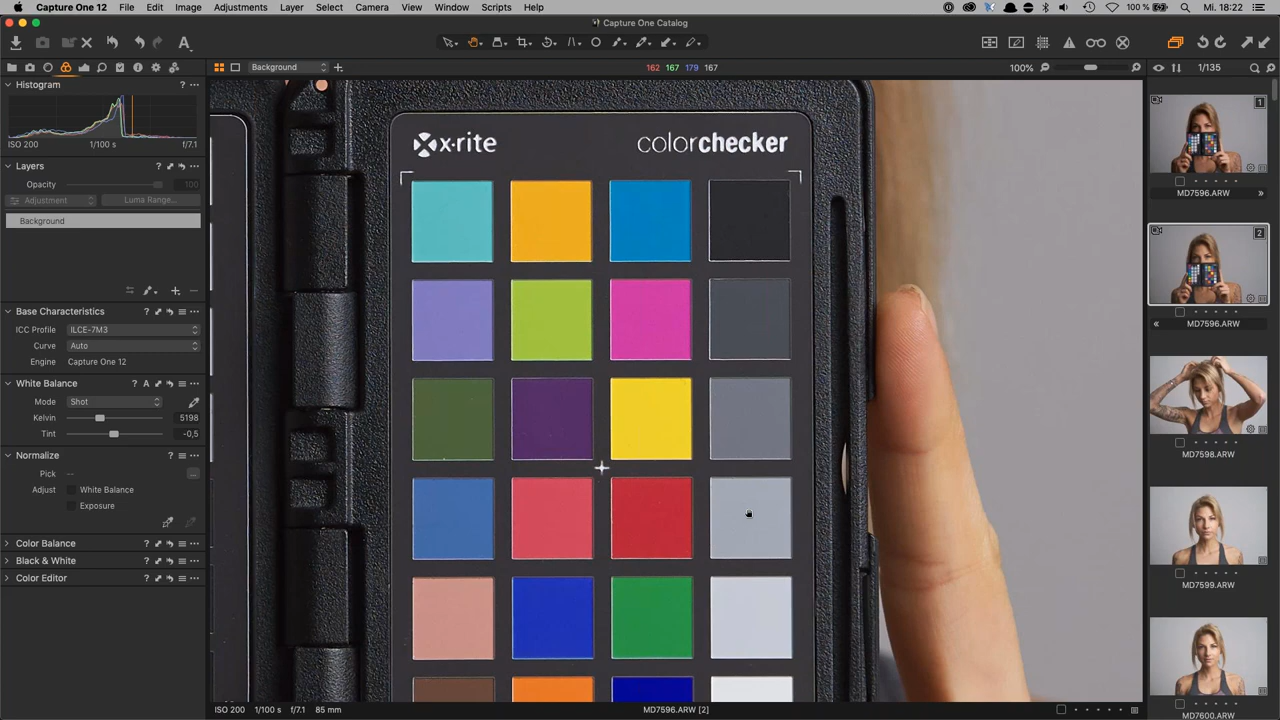 Capture One 12 File Edit Image Adjustments Layer Select Camera View Window Scripts Help 100 % Mi. 18:22
Capture One Catalog
Background 162 167 179 167 100% 1/135
Histogram ?
ISO 200 1/100 s f/7.1
Layers
Opacity 100
Adjustment Luma Range...
Background
Base Characteristics ?
ICC Profile ILCE-7M3
Curve Auto
Engine Capture One 12
White Balance ? A
Mode Shot
Kelvin 5198
Tint -0,5
Normalize ?
Pick --
Adjust White Balance
Exposure
Color Balance ?
Black & White ?
Color Editor ?
x·rite colorchecker
1
MD7596.ARW
2
MD7596.ARW
MD7598.ARW
MD7599.ARW
MD7600.ARW
ISO 200 1/100 s f/7.1 85 mm MD7596.ARW [2]